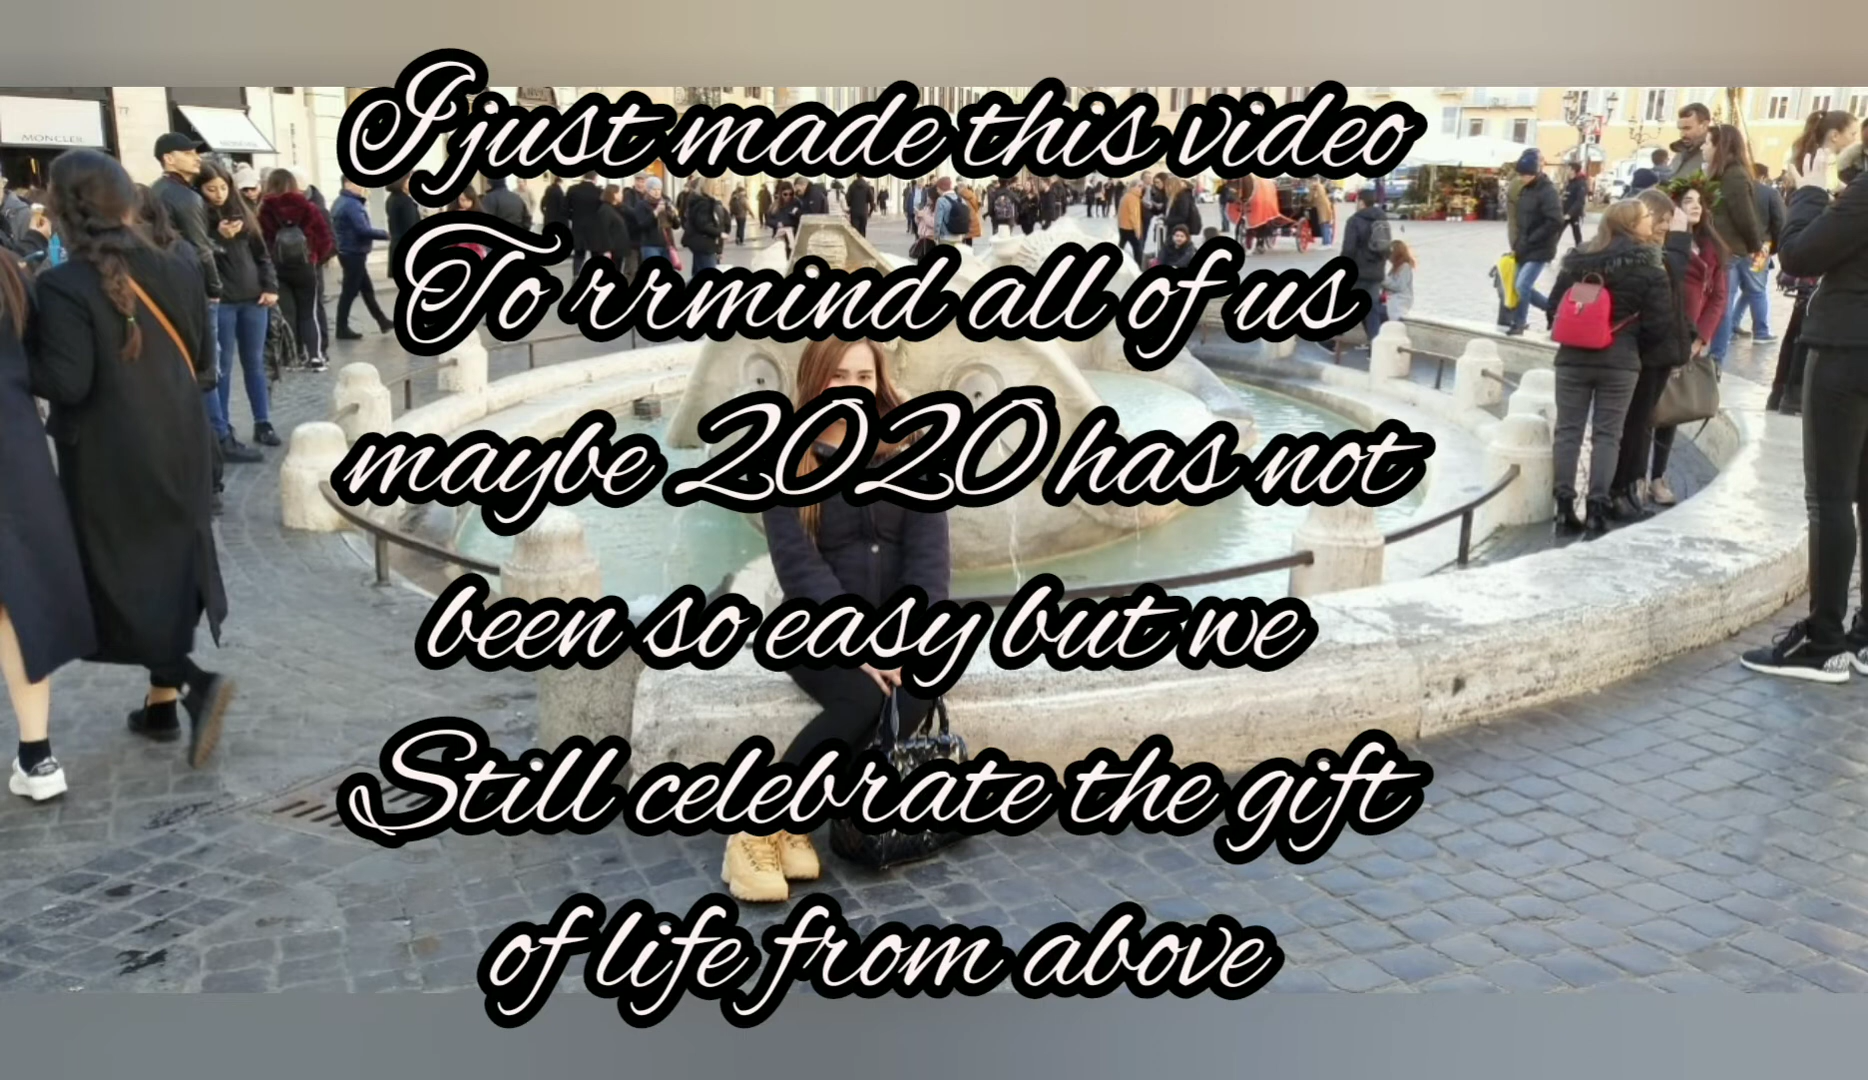 I just made this video
To rrmind all of us
maybe 2020 has not
been so easy but we
Still celebrate the gift
of life from above
MONCLER